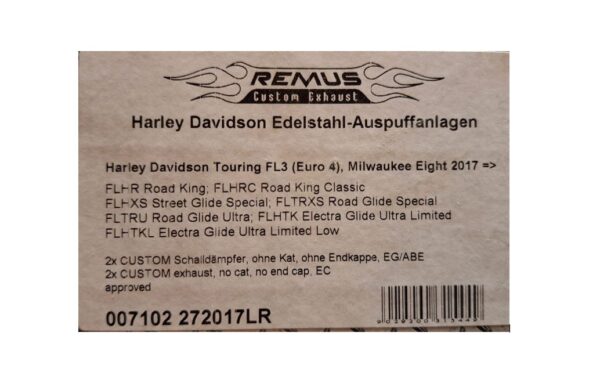 REMUS
Custom Exhaust
Harley Davidson Edelstahl-Auspuffanlagen
Harley Davidson Touring FL3 (Euro 4), Milwaukee Eight 2017 =>
FLHR Road King; FLHRC Road King Classic
FLHXS Street Glide Special; FLTRXS Road Glide Special
FLTRU Road Glide Ultra; FLHTK Electra Glide Ultra Limited
FLHTKL Electra Glide Ultra Limited Low
2x CUSTOM Schalldämpfer, ohne Kat, ohne Endkappe, EG/ABE
2x CUSTOM exhaust, no cat, no end cap, EC
approved
007102 272017LR